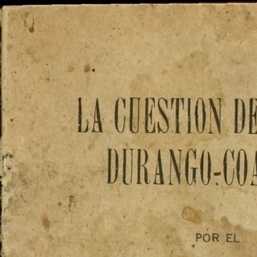 LA CUESTION DE
DURANGO-COA
POR EL